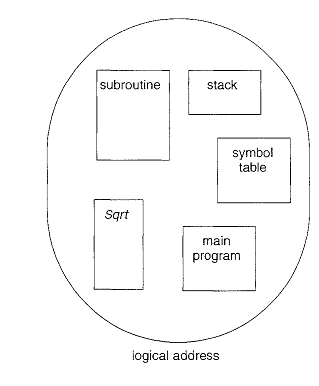 subroutine
stack
symbol
table
Sqrt
main
program
logical address